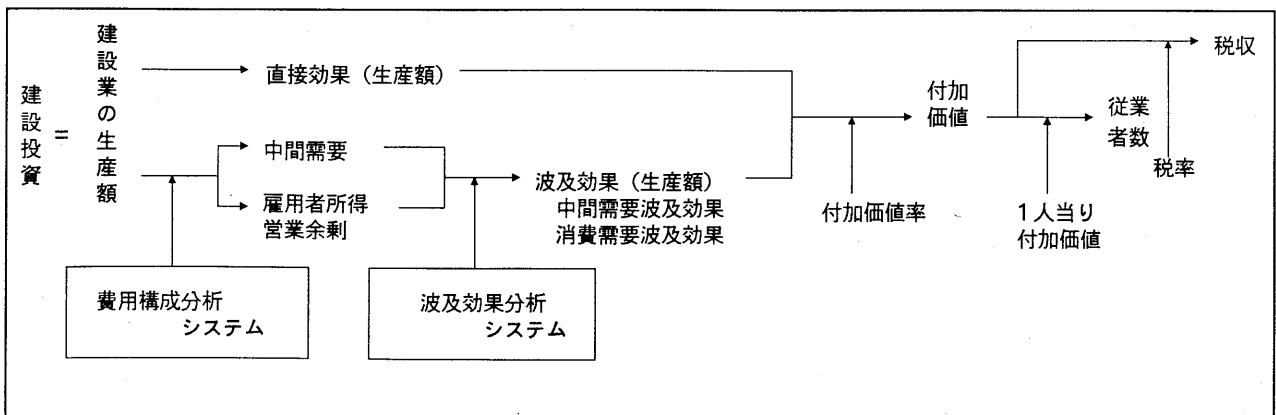 建設投資
=
建設業の生産額
直接効果（生産額）
中間需要
雇用者所得
営業余剰
波及効果（生産額）
中間需要波及効果
消費需要波及効果
費用構成分析
システム
波及効果分析
システム
付加価値率
付加
価値
1人当り
付加価値
従業
者数
税率
税収